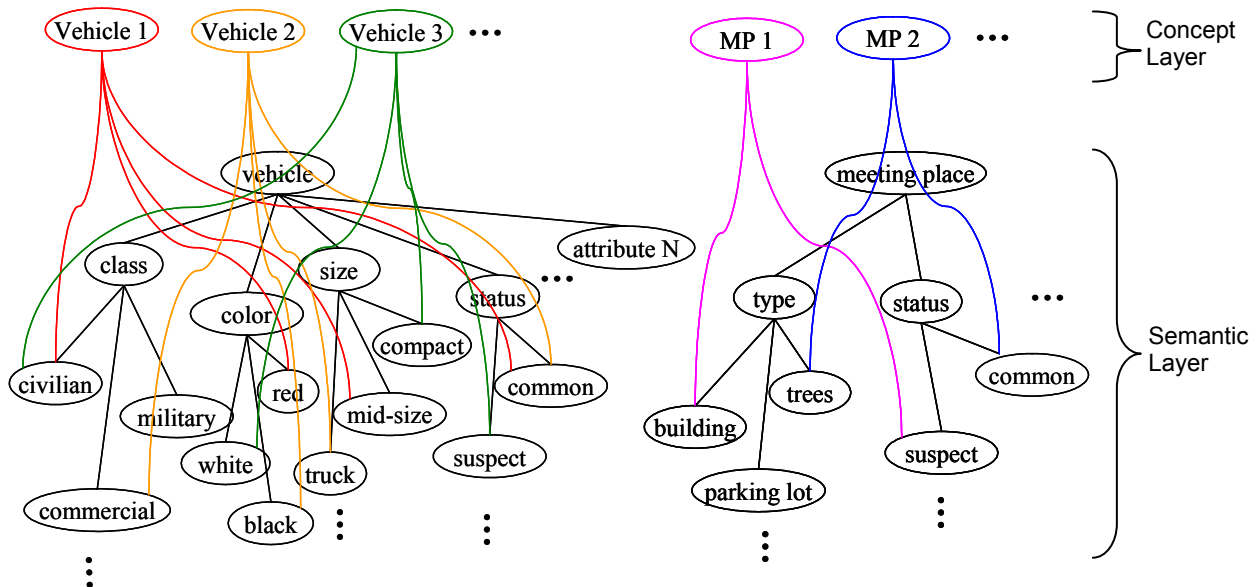 Vehicle 1
Vehicle 2
Vehicle 3
...
MP 1
MP 2
...
Concept
Layer
vehicle
meeting place
class
size
attribute N
color
status
...
type
status
...
Semantic
Layer
civilian
military
red
mid-size
compact
common
trees
common
white
truck
suspect
building
suspect
commercial
black
parking lot